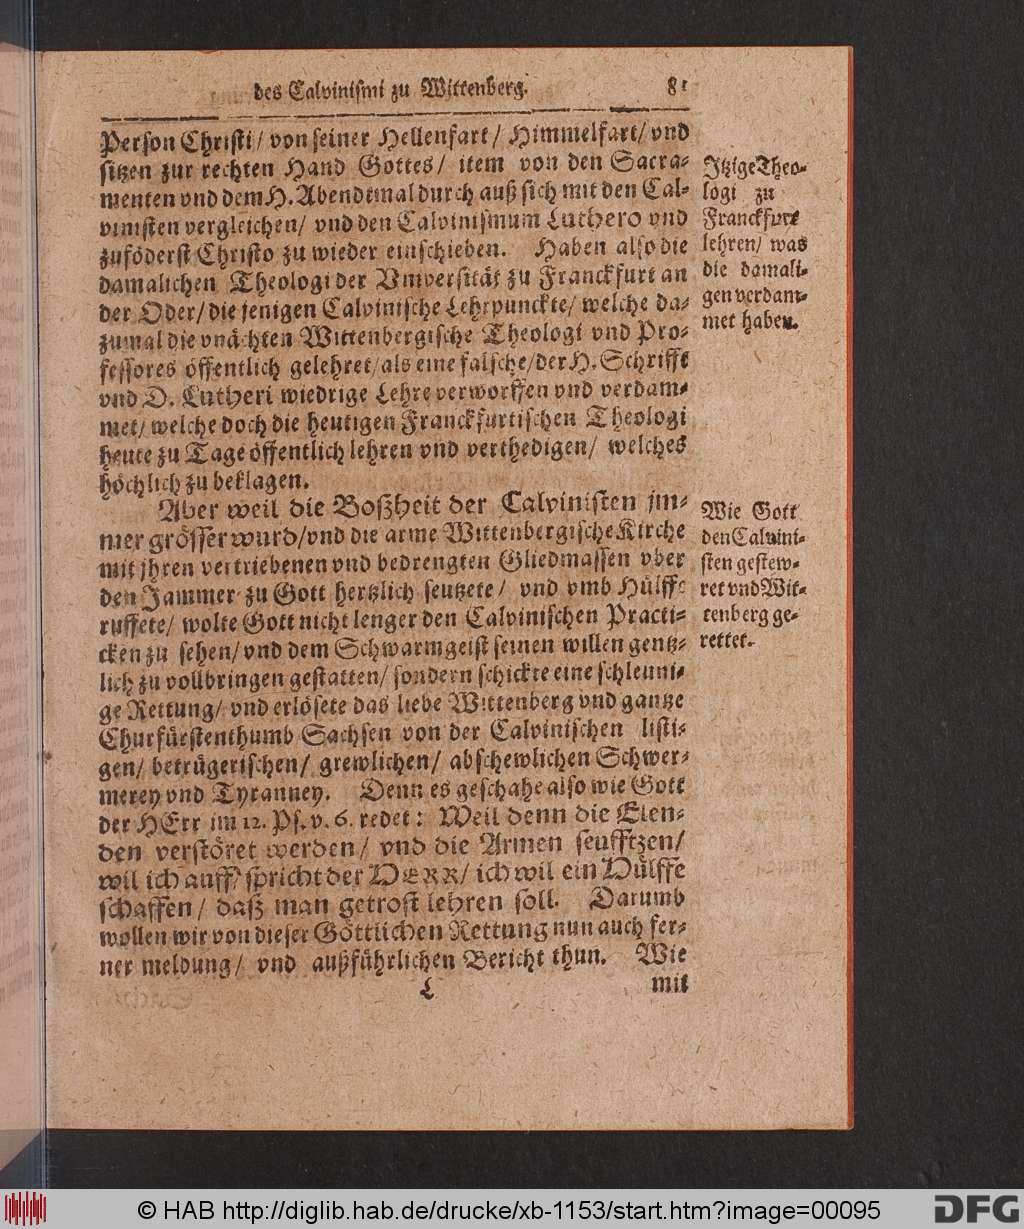 des Calviniſmi zu Wittenberg. 81
Perſon Chriſti/ von ſeiner Hellenfart/ Himmelfart/ vnd
ſitzen zur rechten Hand Gottes/ item von den Sacra-
menten vnd dem H. Abendtmal durch auß ſich mit den Cal-
viniſten vergleichen/ vnd den Calviniſmum Luthero vnd
zuföderſt Chriſto zu wieder einſchieben. Haben alſo die
damalichen Theologi der Vniverſität zu Franckfurt an
der Oder/ die jenigen Calviniſche Lehrpunckte/ welche da-
zumal die vnächten Wittenbergiſche Theologi vnd Pro-
feſſores öffentlich gelehret/ als eine falſche/ der H. Schrifft
vnd D. Lutheri wiedrige Lehre verworffen vnd verdam-
met/ welche doch die heutigen Franckfurtiſchen Theologi
heute zu Tage öffentlich lehren vnd verthedigen/ welches
höchlich zu beklagen.
Itzige Theo-
logi zu
Franckfurt
lehren/ was
die damali-
gen verdam-
met haben.
Aber weil die Boßheit der Calviniſten jm-
mer gröſſer wurd/ vnd die arme Wittenbergiſche Kirche
mit jhren vertriebenen vnd bedrengten Gliedmaſſen vber
den Jammer zu Gott hertzlich ſeutzete/ vnd vmb Hülffe
ruffete/ wolte Gott nicht lenger den Calviniſchen Practi-
cken zu ſehen/ vnd dem Schwarmgeiſt ſeinen willen gentz-
lich zu vollbringen geſtatten/ ſondern ſchickte eine ſchleuni-
ge Rettung/ vnd erlöſete das liebe Wittenberg vnd gantze
Churfürſtenthumb Sachſen von der Calviniſchen liſti-
gen/ betrügeriſchen/ grewlichen/ abſchewlichen Schwer-
merey vnd Tyranney. Denn es geſchahe alſo wie Gott
der HErr im 12. Pſ. v. 6. redet: Weil denn die Elen-
den verſtöret werden/ vnd die Armen ſeufftzen/
wil ich auff/ ſpricht der HERR/ ich wil ein Hülffe
ſchaffen/ daß man getroſt lehren ſoll. Darumb
wollen wir von dieſer Göttlichen Rettung nun auch fer-
ner meldung/ vnd außführlichen Bericht thun. Wie
Wie Gott
den Calvini-
ſten geſtew-
ret vnd Wit-
tenberg ge-
rettet.
L mit
© HAB http://diglib.hab.de/drucke/xb-1153/start.htm?image=00095
DFG